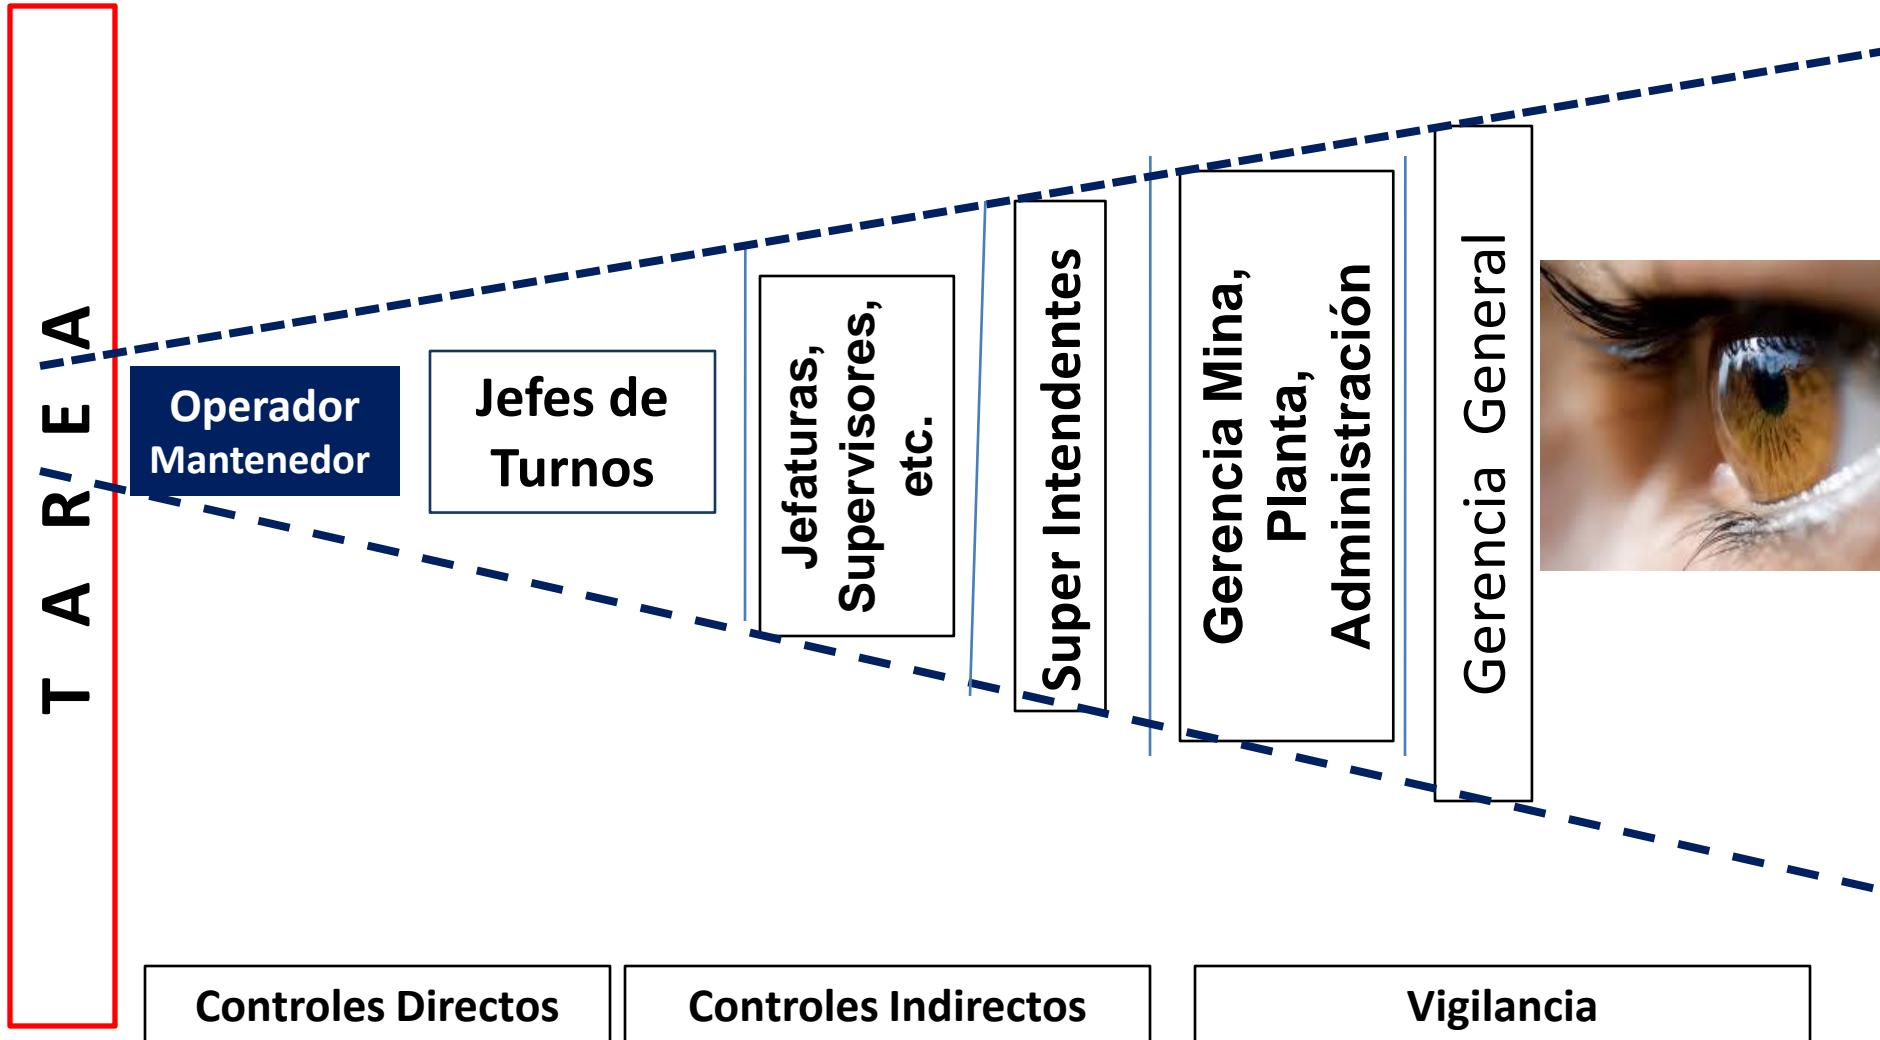 T A R E A
Operador
Mantenedor
Jefes de
Turnos
Jefaturas,
Supervisores,
etc.
Super Intendentes
Gerencia Mina,
Planta,
Administración
Gerencia General
Controles Directos
Controles Indirectos
Vigilancia